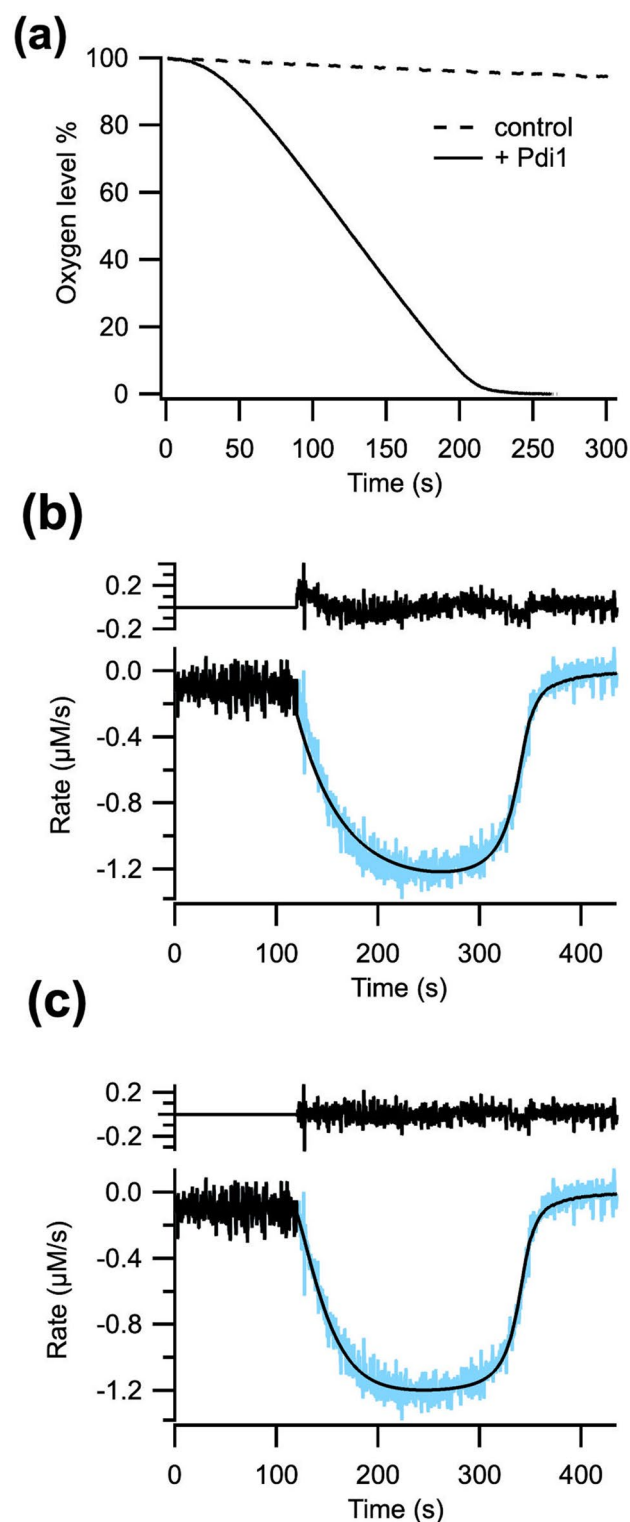 (a)
100
80
60
40
20
0
Oxygen level %
control
+ Pdi1
0 50 100 150 200 250 300
Time (s)
(b)
0.2
-0.2
0.0
-0.4
-0.8
-1.2
Rate (µM/s)
0 100 200 300 400
Time (s)
(c)
0.2
-0.2
0.0
-0.4
-0.8
-1.2
Rate (µM/s)
0 100 200 300 400
Time (s)